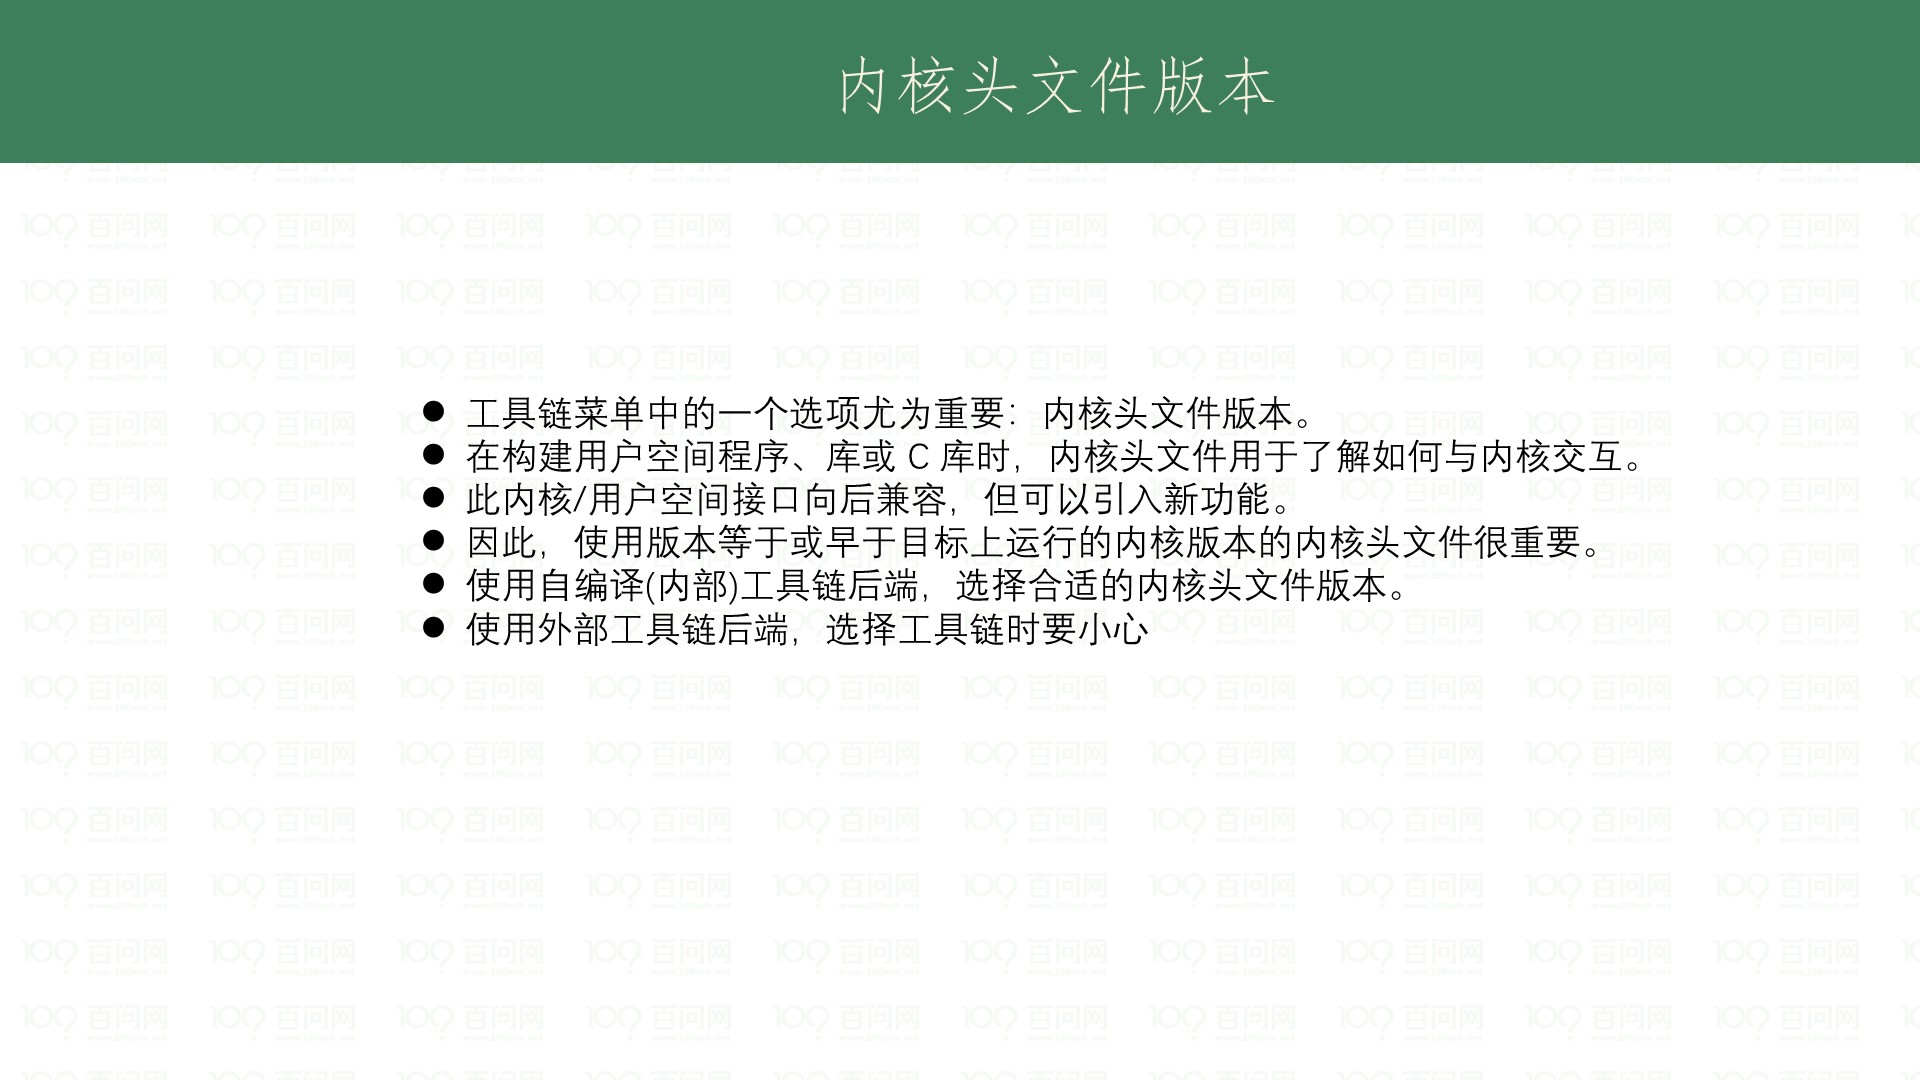 内核头文件版本
工具链菜单中的一个选项尤为重要：内核头文件版本。
在构建用户空间程序、库或 C 库时，内核头文件用于了解如何与内核交互。
此内核/用户空间接口向后兼容，但可以引入新功能。
因此，使用版本等于或早于目标上运行的内核版本的内核头文件很重要。
使用自编译(内部)工具链后端，选择合适的内核头文件版本。
使用外部工具链后端，选择工具链时要小心
百问网
www.100ask.net